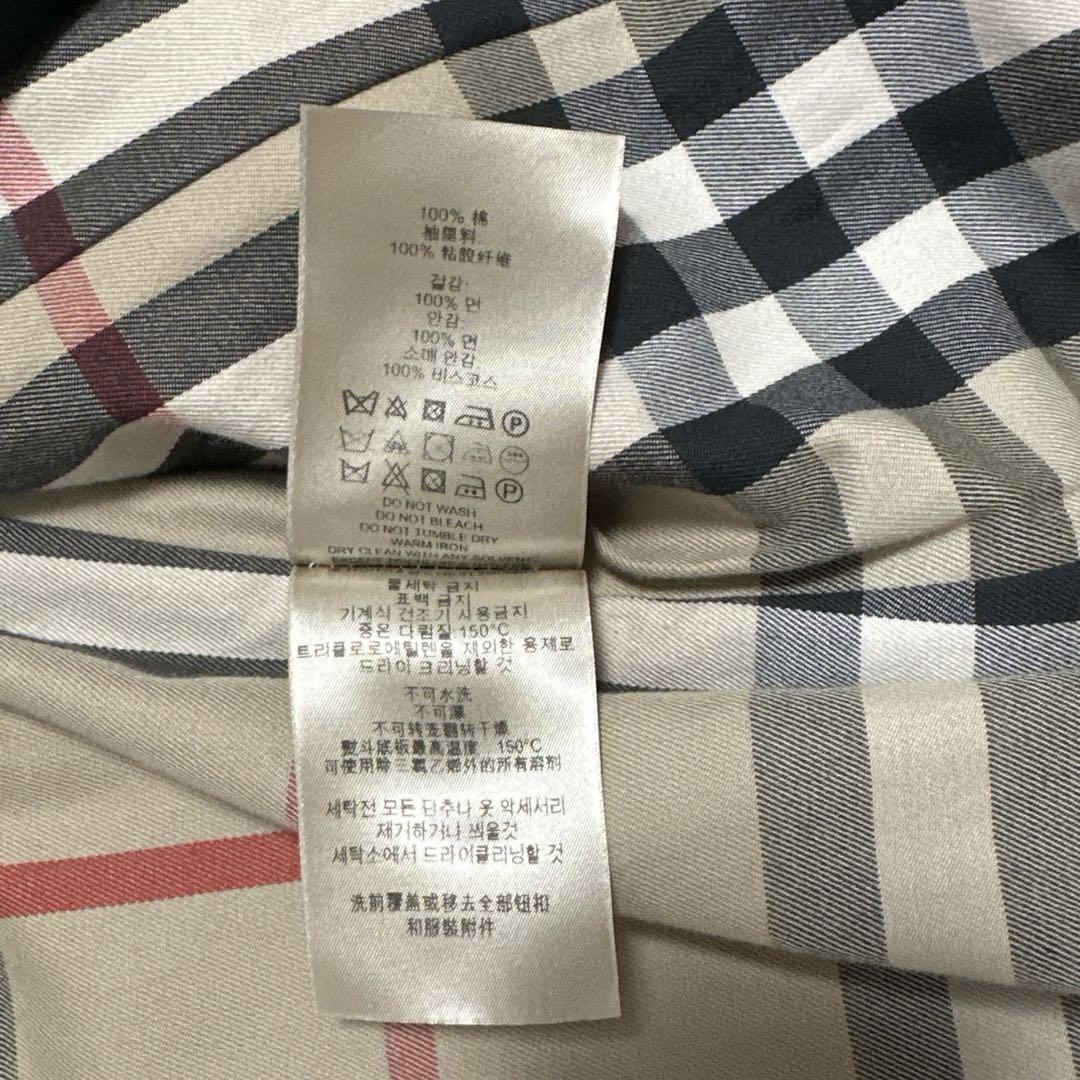 100% 棉
袖里料:
100% 粘胶纤维
겉감:
100% 면
안감:
100% 면
소매 안감:
100% 비스코스
P
P
DO NOT WASH
DO NOT BLEACH
DO NOT TUMBLE DRY
WARM IRON
DRY CLEAN WITH ANY SOLVENT
물세탁 금지
표백 금지
기계식 건조기 사용금지
중온 다림질 150°C
트리클로로에틸렌을 제외한 용제로
드라이 크리닝할 것
不可水洗
不可漂
不可转笼翻转干燥
熨斗底板最高温度 150°C
可使用除三氯乙烯外的所有溶剂
세탁전 모든 단추나 옷 악세서리
제거하거나 씌울것
세탁소에서 드라이클리닝할 것
洗前覆盖或移去全部钮扣
和服装附件